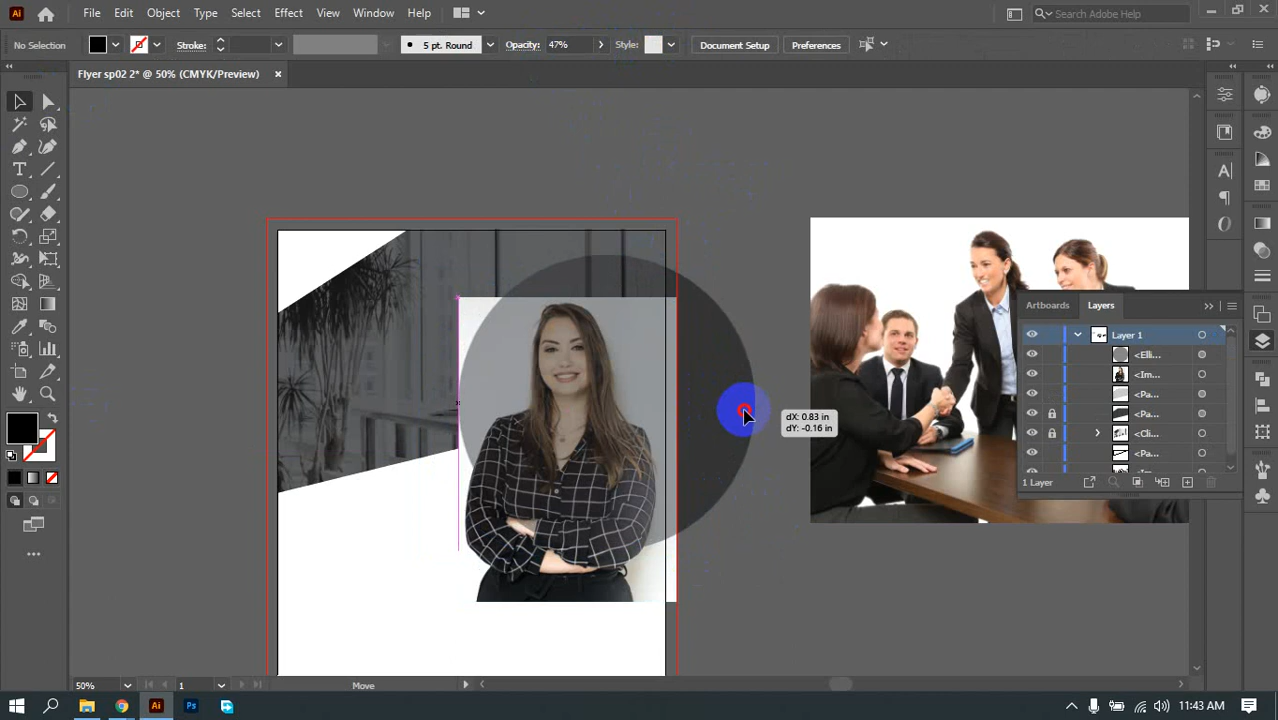 Ai File Edit Object Type Select Effect View Window Help Search Adobe Help
No Selection Stroke: 5 pt. Round Opacity: 47% Style: Document Setup Preferences
Flyer sp02 2* @ 50% (CMYK/Preview) ×
dX: 0.83 in
dY: -0.16 in
Artboards Layers
Layer 1
<Elli...
<Im...
<Pa...
<Pa...
<Cli...
<Pa...
1 Layer
50% 1 Move
Ai Ps 11:43 AM